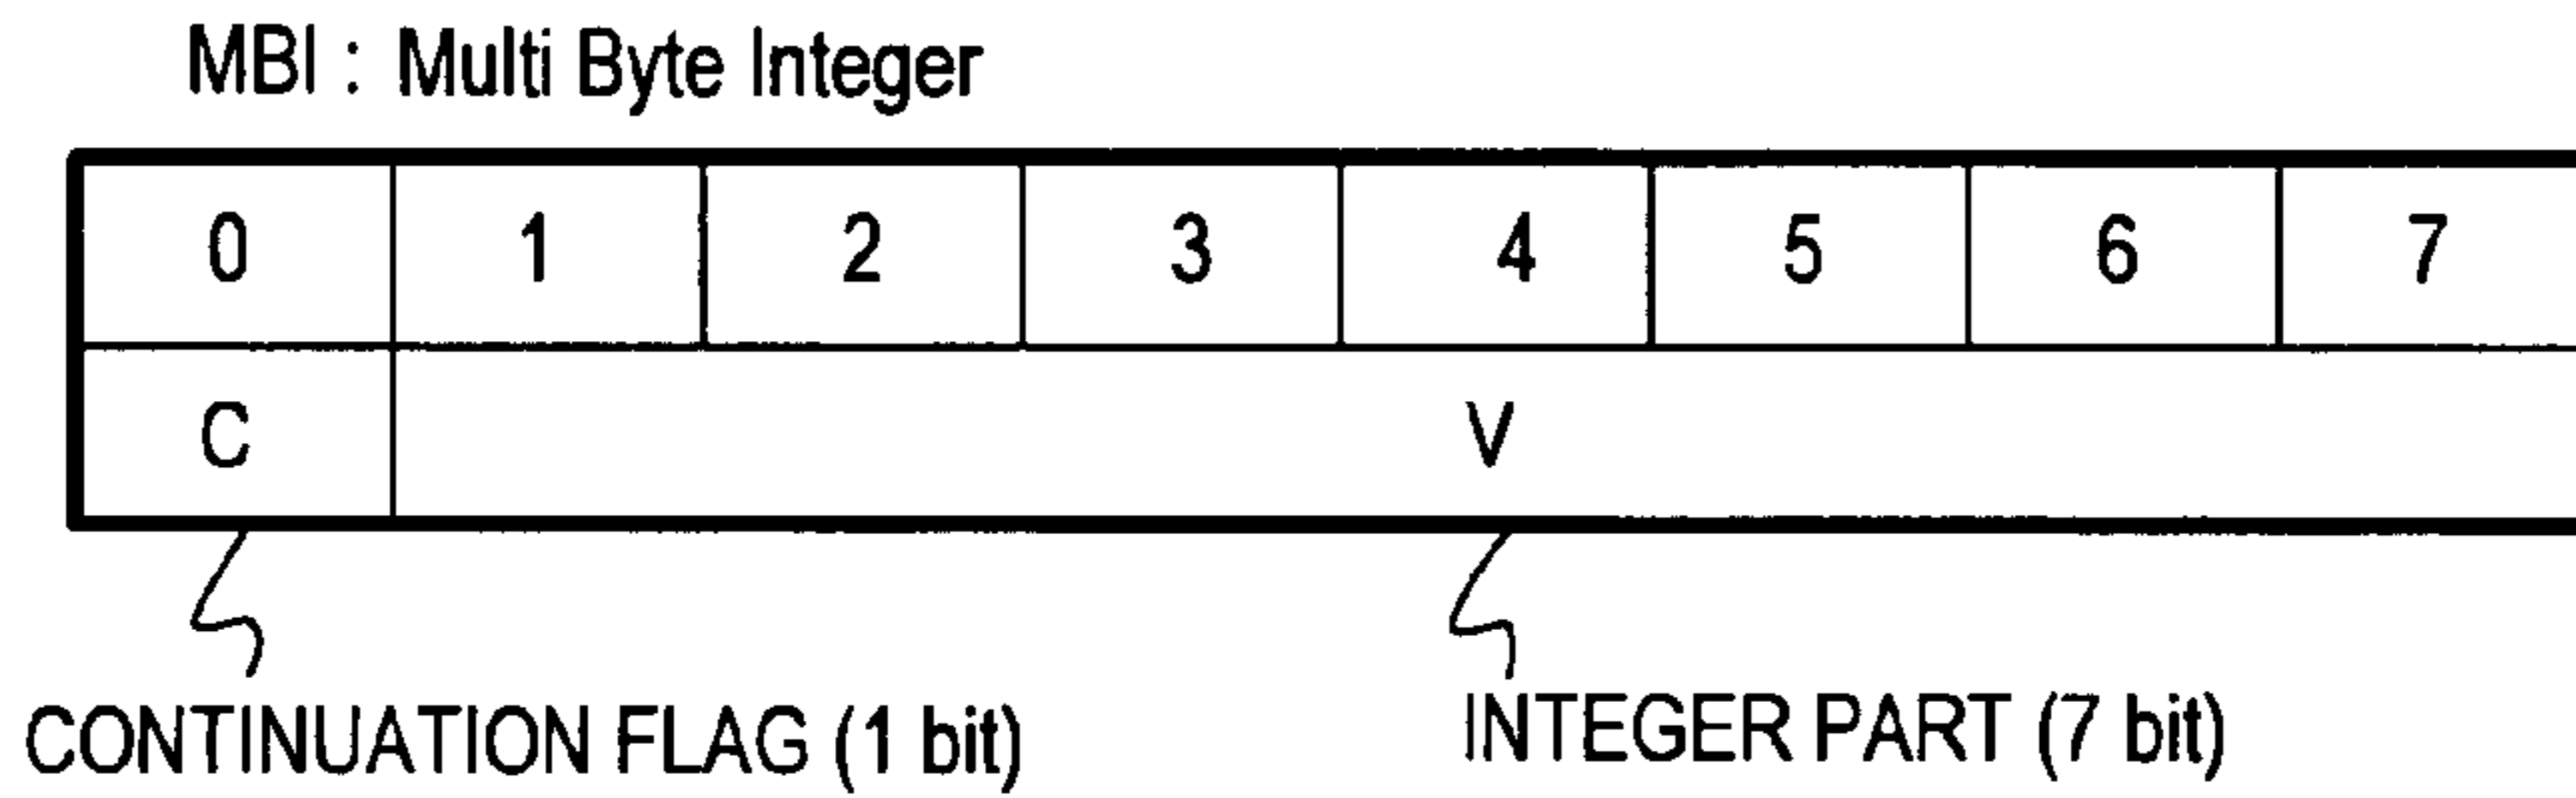 MBI : Multi Byte Integer
0 1 2 3 4 5 6 7
C V
CONTINUATION FLAG (1 bit) INTEGER PART (7 bit)